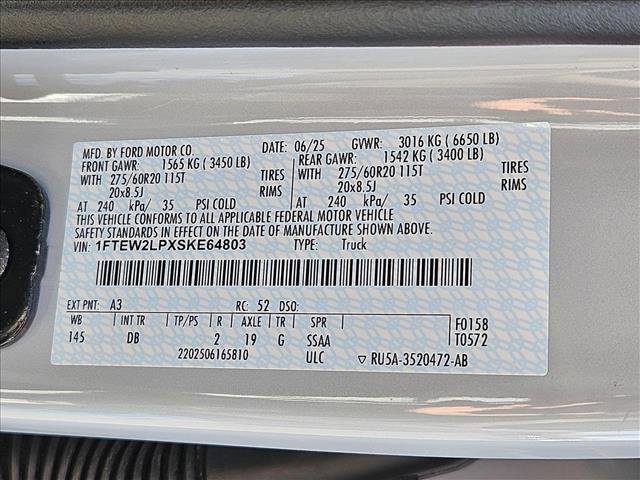 MFD. BY FORD MOTOR CO. DATE: 06/25 GVWR: 3016 KG ( 6650 LB)
FRONT GAWR: 1565 KG ( 3450 LB) REAR GAWR: 1542 KG ( 3400 LB)
WITH 275/60R20 115T TIRES WITH 275/60R20 115T TIRES
20x8.5J RIMS 20x8.5J RIMS
AT 240 kPa/ 35 PSI COLD AT 240 kPa/ 35 PSI COLD
THIS VEHICLE CONFORMS TO ALL APPLICABLE FEDERAL MOTOR VEHICLE
SAFETY STANDARDS IN EFFECT ON THE DATE OF MANUFACTURE SHOWN ABOVE.
VIN: 1FTEW2LPXSKE64803 TYPE: Truck
EXT PNT: A3 RC: 52 DSO:
WB INT TR TP/PS R AXLE TR SPR F0158
145 DB 2 19 G SSAA T0572
2202506165810 ULC ▽ RU5A-3520472-AB